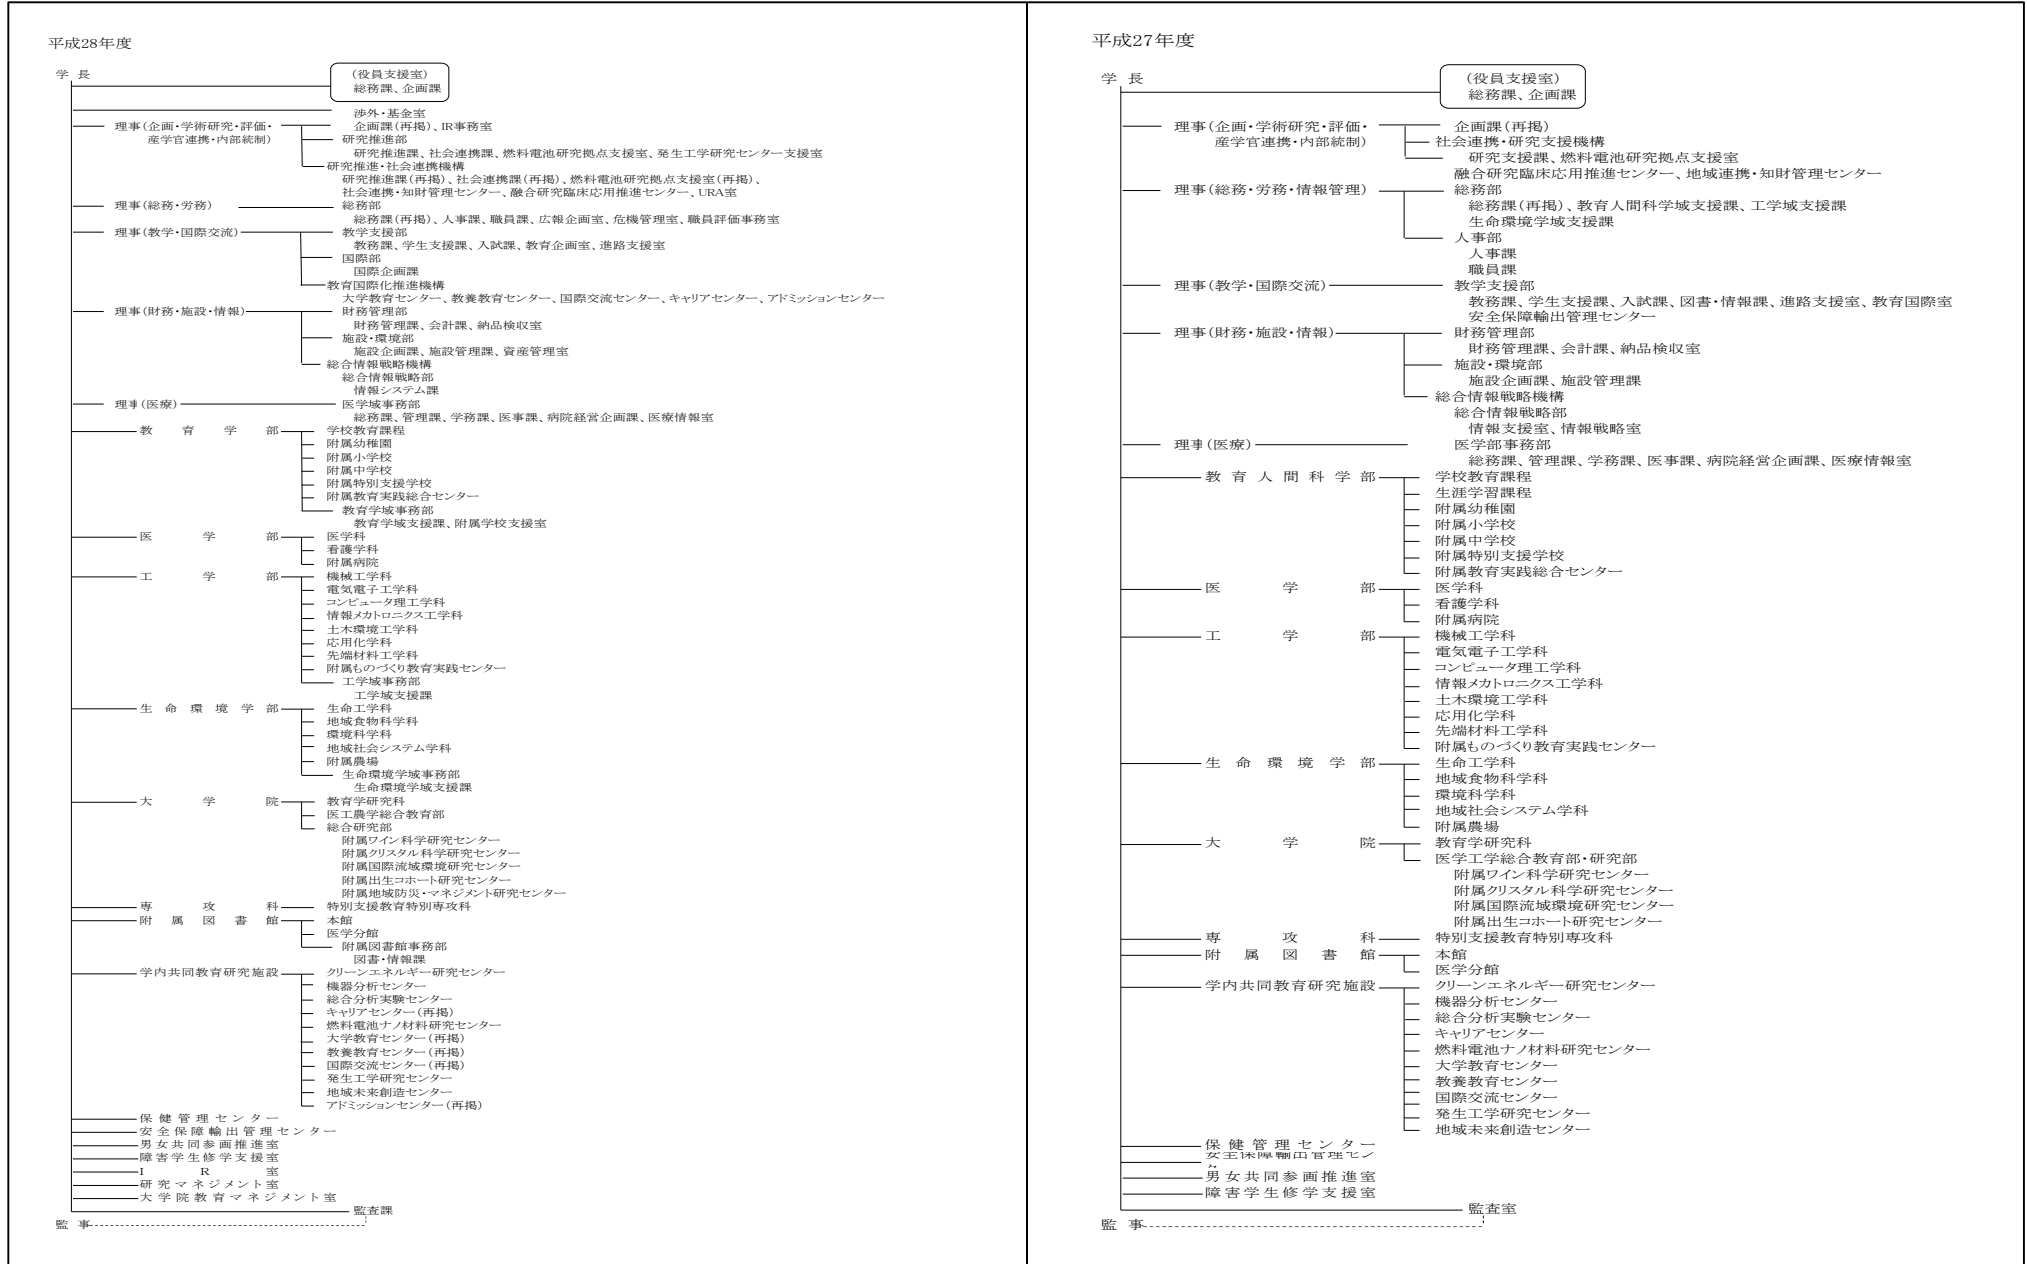 平成28年度
学 長
(役員支援室)
総務課、企画課
渉外・基金室
理事(企画・学術研究・評価・ 企画課(再掲)、IR事務室
産学官連携・内部統制) 研究推進部
研究推進課、社会連携課、燃料電池研究拠点支援室、発生工学研究センター支援室
研究推進・社会連携機構
研究推進課(再掲)、社会連携課(再掲)、燃料電池研究拠点支援室(再掲)、
社会連携・知財管理センター、融合研究臨床応用推進センター、URA室
理事(総務・労務) 総務部
総務課(再掲)、人事課、職員課、広報企画室、危機管理室、職員評価事務室
理事(教学・国際交流) 教学支援部
教務課、学生支援課、入試課、教育企画室、進路支援室
国際部
国際企画課
教育国際化推進機構
大学教育センター、教養教育センター、国際交流センター、キャリアセンター、アドミッションセンター
理事(財務・施設・情報) 財務管理部
財務管理課、会計課、納品検収室
施設・環境部
施設企画課、施設管理課、資産管理室
総合情報戦略機構
総合情報戦略部
情報システム課
理事(医療) 医学域事務部
総務課、管理課、学務課、医事課、病院経営企画課、医療情報室
教 育 学 部 学校教育課程
附属幼稚園
附属小学校
附属中学校
附属特別支援学校
附属教育実践総合センター
教育学域事務部
教育学域支援課、附属学校支援室
医 学 部 医学科
看護学科
附属病院
工 学 部 機械工学科
電気電子工学科
コンピュータ理工学科
情報メカトロニクス工学科
土木環境工学科
応用化学科
先端材料工学科
附属ものづくり教育実践センター
工学域事務部
工学域支援課
生 命 環 境 学 部 生命工学科
地域食物科学科
環境科学科
地域社会システム学科
附属農場
生命環境学域事務部
生命環境学域支援課
大 学 院 教育学研究科
医工農学総合教育部
総合研究部
附属ワイン科学研究センター
附属クリスタル科学研究センター
附属国際流域環境研究センター
附属出生コホート研究センター
附属地域防災・マネジメント研究センター
専 攻 科 特別支援教育特別専攻科
附 属 図 書 館 本館
医学分館
附属図書館事務部
図書・情報課
学内共同教育研究施設 クリーンエネルギー研究センター
機器分析センター
総合分析実験センター
キャリアセンター(再掲)
燃料電池ナノ材料研究センター
大学教育センター(再掲)
教養教育センター(再掲)
国際交流センター(再掲)
発生工学研究センター
地域未来創造センター
アドミッションセンター(再掲)
保 健 管 理 セ ン タ ー
安全保障輸出管理センター
男女共同参画推進室
障害学生修学支援室
I R 室
研究マネジメント室
大学院教育マネジメント室
監査課
監 事
平成27年度
学 長
(役員支援室)
総務課、企画課
理事(企画・学術研究・評価・ 企画課(再掲)
産学官連携・内部統制) 社会連携・研究支援機構
研究支援課、燃料電池研究拠点支援室
融合研究臨床応用推進センター、地域連携・知財管理センター
理事(総務・労務・情報管理) 総務部
総務課(再掲)、教育人間科学域支援課、工学域支援課
生命環境学域支援課
人事部
人事課
職員課
理事(教学・国際交流) 教学支援部
教務課、学生支援課、入試課、図書・情報課、進路支援室、教育国際室
安全保障輸出管理センター
理事(財務・施設・情報) 財務管理部
財務管理課、会計課、納品検収室
施設・環境部
施設企画課、施設管理課
総合情報戦略機構
総合情報戦略部
情報支援室、情報戦略室
理事(医療) 医学部事務部
総務課、管理課、学務課、医事課、病院経営企画課、医療情報室
教 育 人 間 科 学 部 学校教育課程
生涯学習課程
附属幼稚園
附属小学校
附属中学校
附属特別支援学校
附属教育実践総合センター
医 学 部 医学科
看護学科
附属病院
工 学 部 機械工学科
電気電子工学科
コンピュータ理工学科
情報メカトロニクス工学科
土木環境工学科
応用化学科
先端材料工学科
附属ものづくり教育実践センター
生 命 環 境 学 部 生命工学科
地域食物科学科
環境科学科
地域社会システム学科
附属農場
大 学 院 教育学研究科
医学工学総合教育部・研究部
附属ワイン科学研究センター
附属クリスタル科学研究センター
附属国際流域環境研究センター
附属出生コホート研究センター
専 攻 科 特別支援教育特別専攻科
附 属 図 書 館 本館
医学分館
学内共同教育研究施設 クリーンエネルギー研究センター
機器分析センター
総合分析実験センター
キャリアセンター
燃料電池ナノ材料研究センター
大学教育センター
教養教育センター
国際交流センター
発生工学研究センター
地域未来創造センター
保 健 管 理 セ ン タ ー
安全保障輸出管理セン
タ
男女共同参画推進室
障害学生修学支援室
監査室
監 事